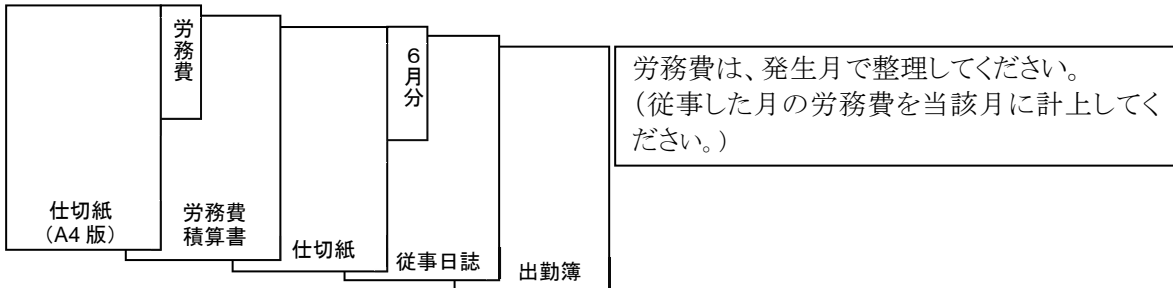 労務費
6月分
労務費は、発生月で整理してください。
（従事した月の労務費を当該月に計上してく
ださい。）
仕切紙
（A4 版）
労務費
積算書
仕切紙
従事日誌
出勤簿